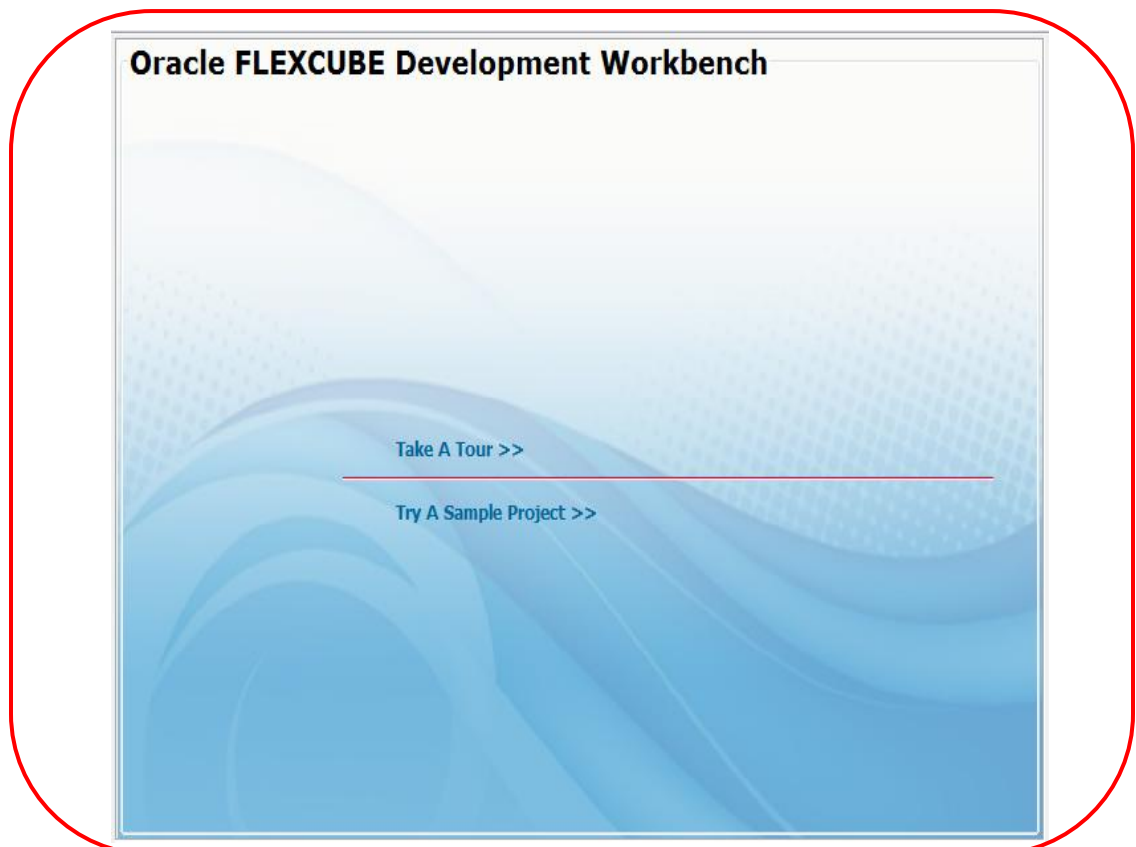 Oracle FLEXCUBE Development Workbench
Take A Tour >>
Try A Sample Project >>